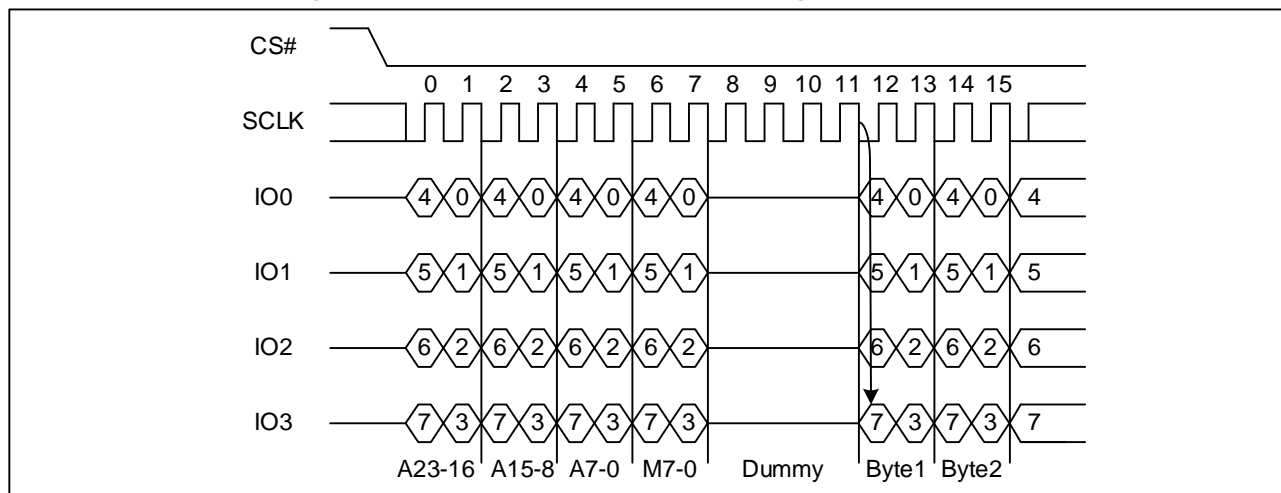 CS#
0 1 2 3 4 5 6 7 8 9 10 11 12 13 14 15
SCLK
IO0 4 0 4 0 4 0 4 0 4 0 4 0 4
IO1 5 1 5 1 5 1 5 1 5 1 5 1 5
IO2 6 2 6 2 6 2 6 2 6 2 6 2 6
IO3 7 3 7 3 7 3 7 3 7 3 7 3 7
A23-16 A15-8 A7-0 M7-0 Dummy Byte1 Byte2